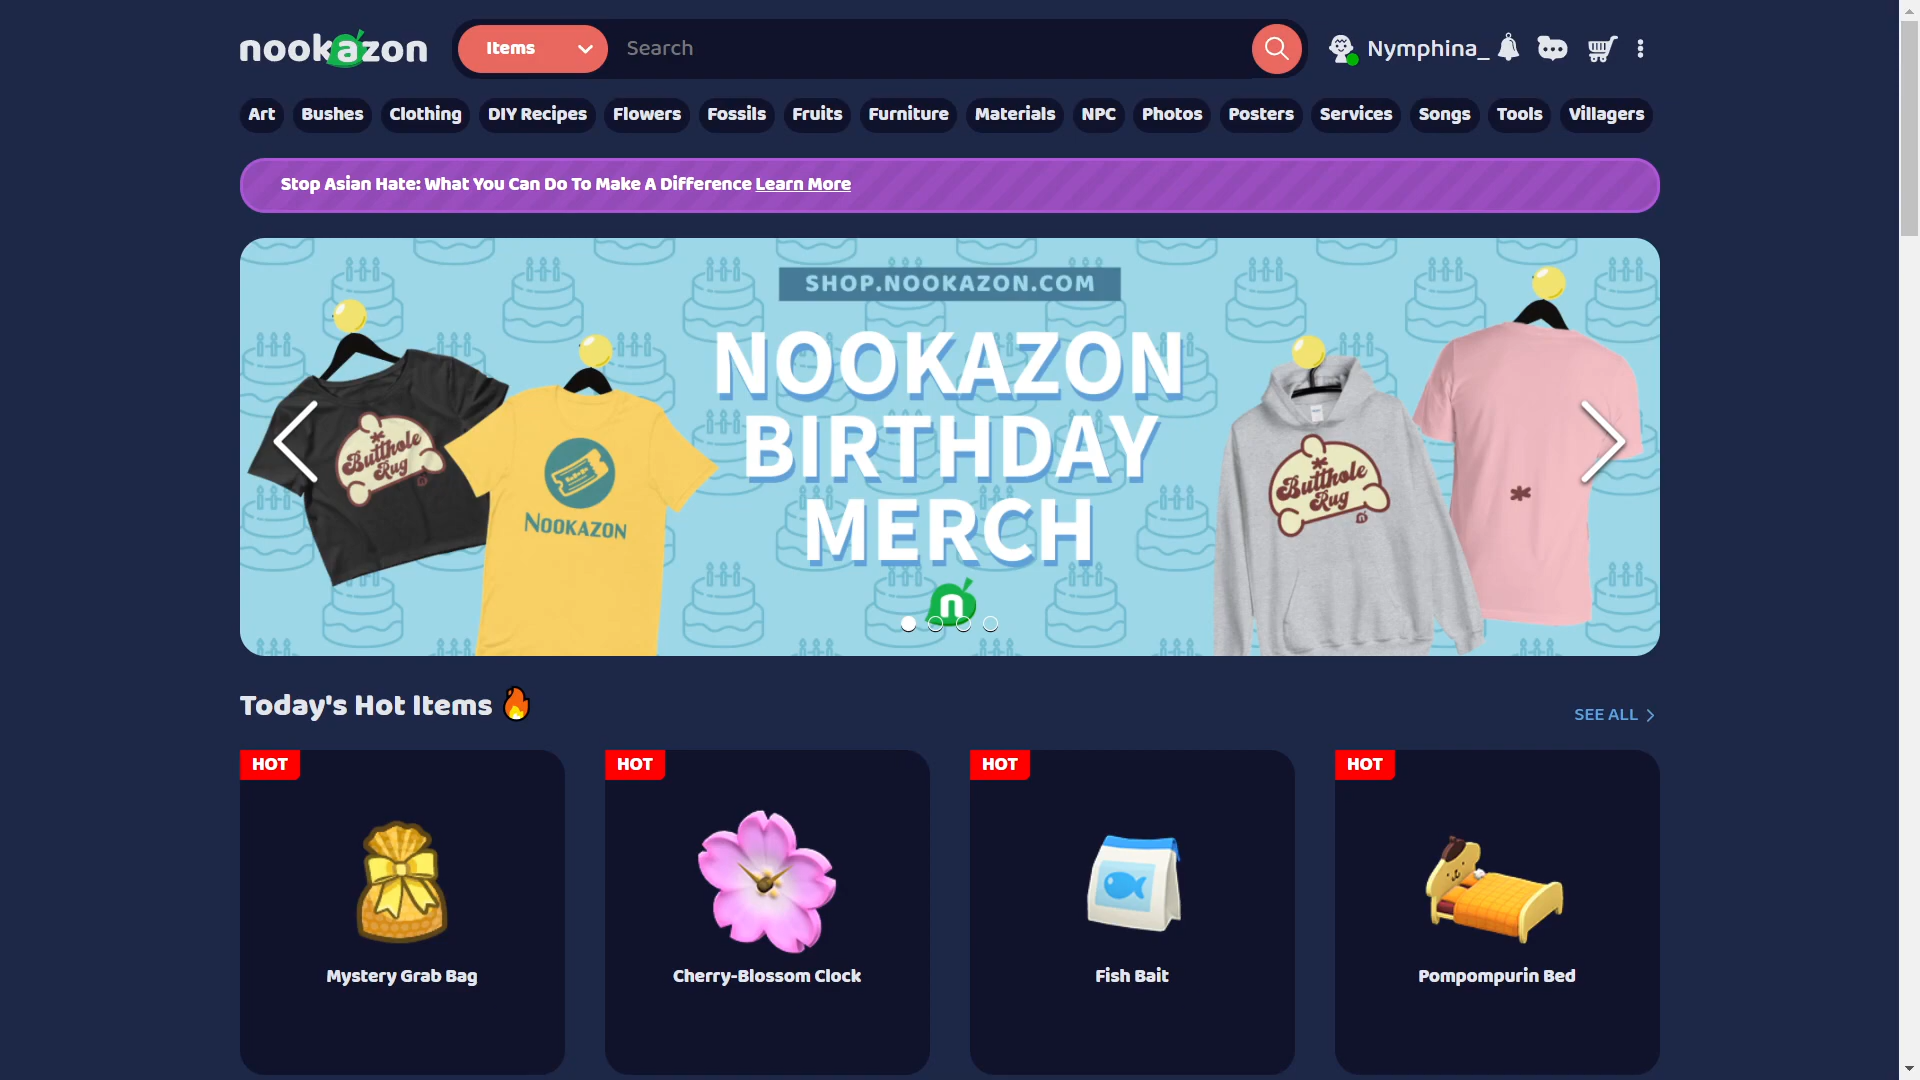 nookazon
Items
Search
Nymphina_
Art
Bushes
Clothing
DIY Recipes
Flowers
Fossils
Fruits
Furniture
Materials
NPC
Photos
Posters
Services
Songs
Tools
Villagers
Stop Asian Hate: What You Can Do To Make A Difference Learn More
SHOP.NOOKAZON.COM
NOOKAZON
BIRTHDAY
MERCH
Butthole
Rug
NOOKAZON
Butthole
Rug
n
Today's Hot Items
SEE ALL
HOT
HOT
HOT
HOT
Mystery Grab Bag
Cherry-Blossom Clock
Fish Bait
Pompompurin Bed